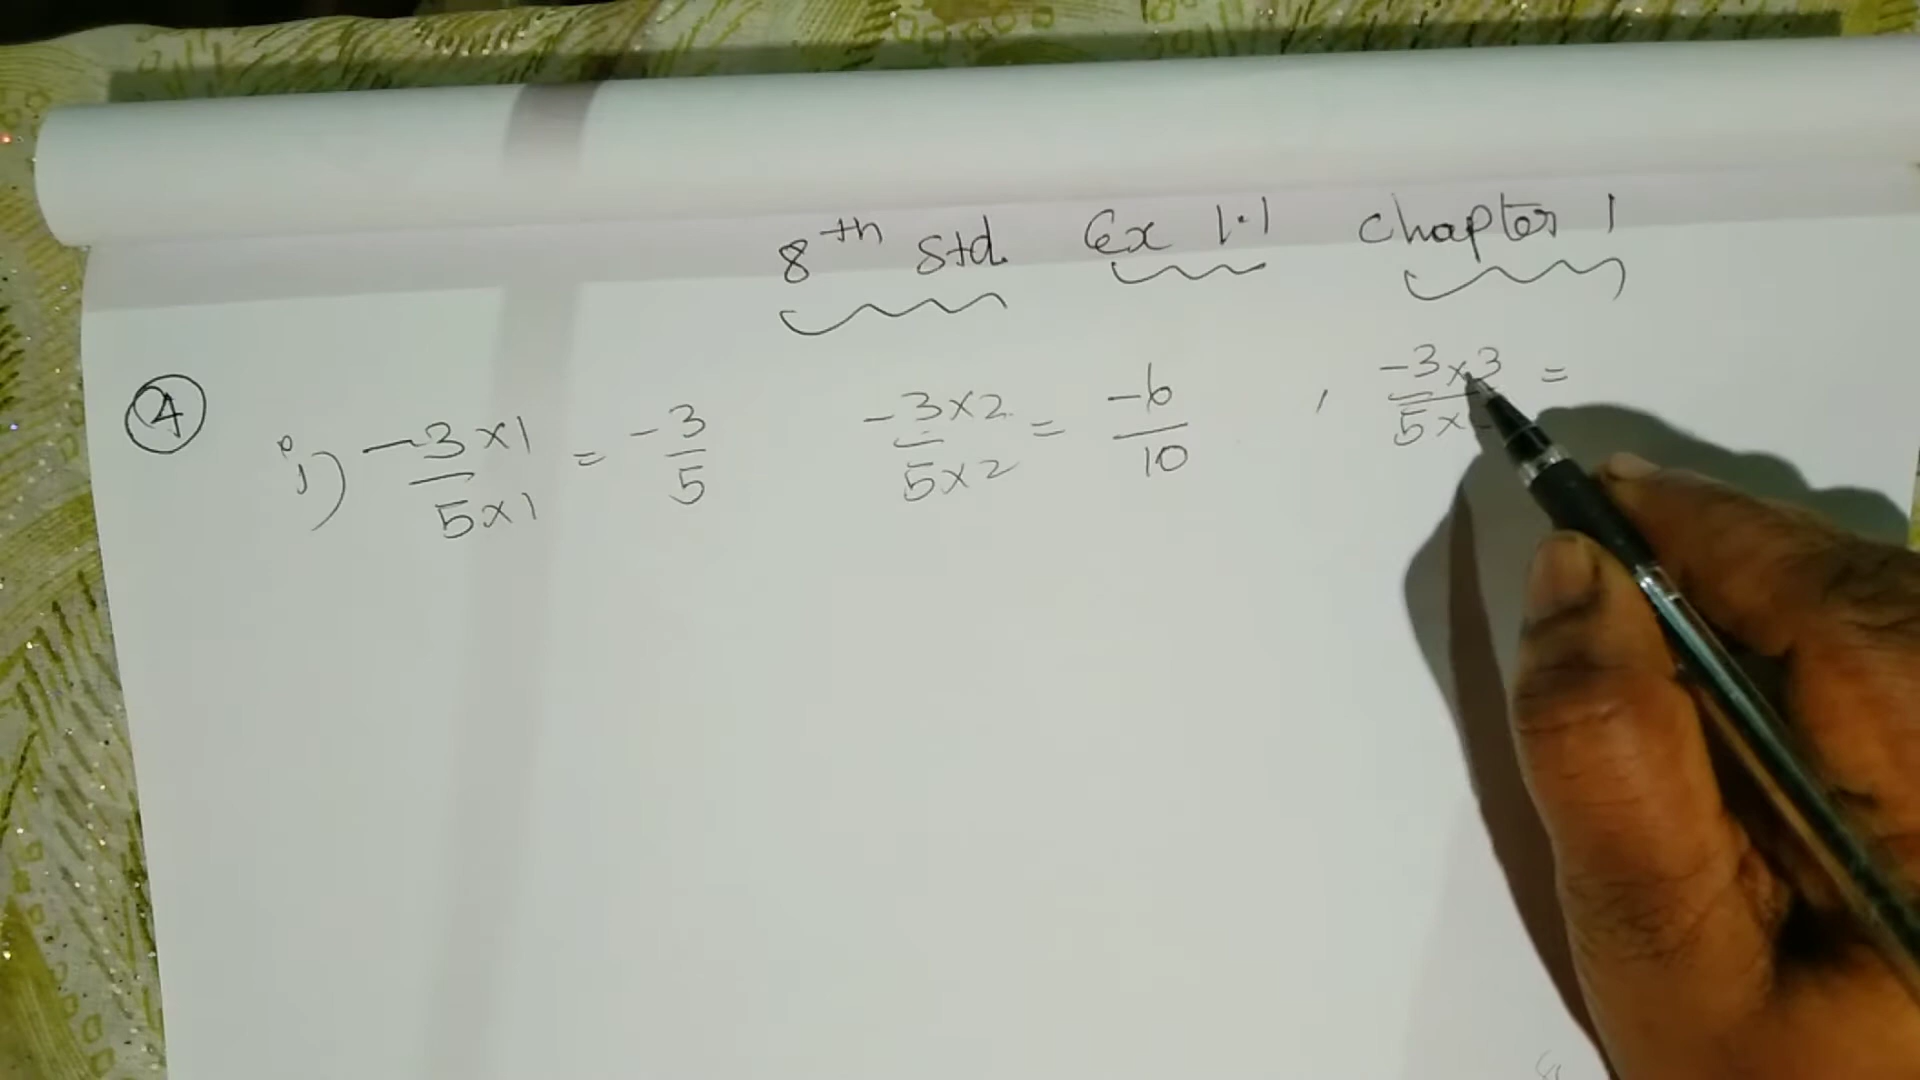 8th Std. Ex 1.1 Chapter 1
4 i) -3×1/5×1 = -3/5 -3×2/5×2 = -6/10 , -3×3/5× =